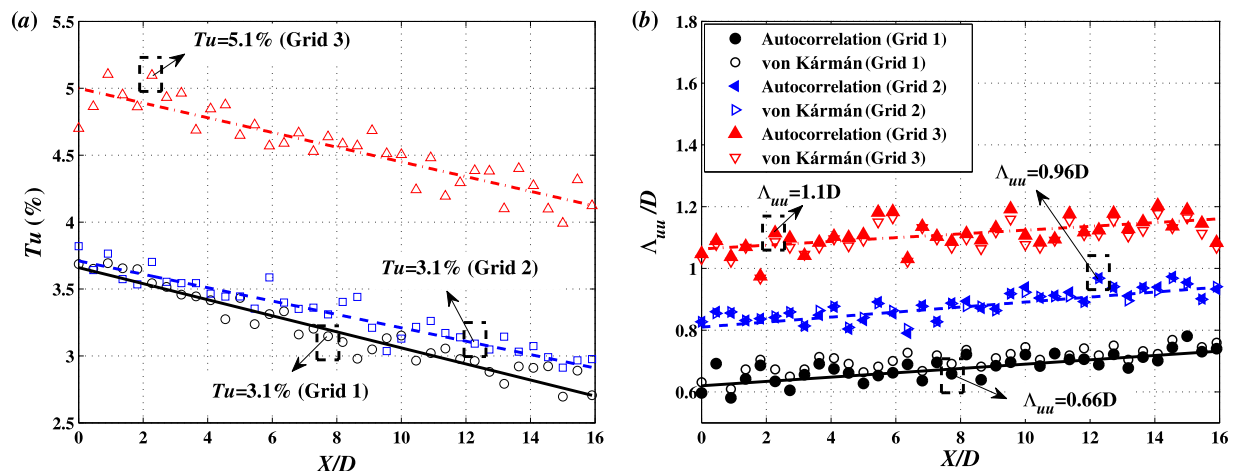 (a)
5.5
5
4.5
4
3.5
3
2.5
Tu (%)
Tu=5.1% (Grid 3)
Tu=3.1% (Grid 2)
Tu=3.1% (Grid 1)
0 2 4 6 8 10 12 14 16
X/D
(b)
1.8
1.6
1.4
1.2
1
0.8
0.6
Λuu/D
Autocorrelation (Grid 1)
von Kármán (Grid 1)
Autocorrelation (Grid 2)
von Kármán (Grid 2)
Autocorrelation (Grid 3)
von Kármán (Grid 3)
Λuu=1.1D
Λuu=0.96D
Λuu=0.66D
0 2 4 6 8 10 12 14 16
X/D